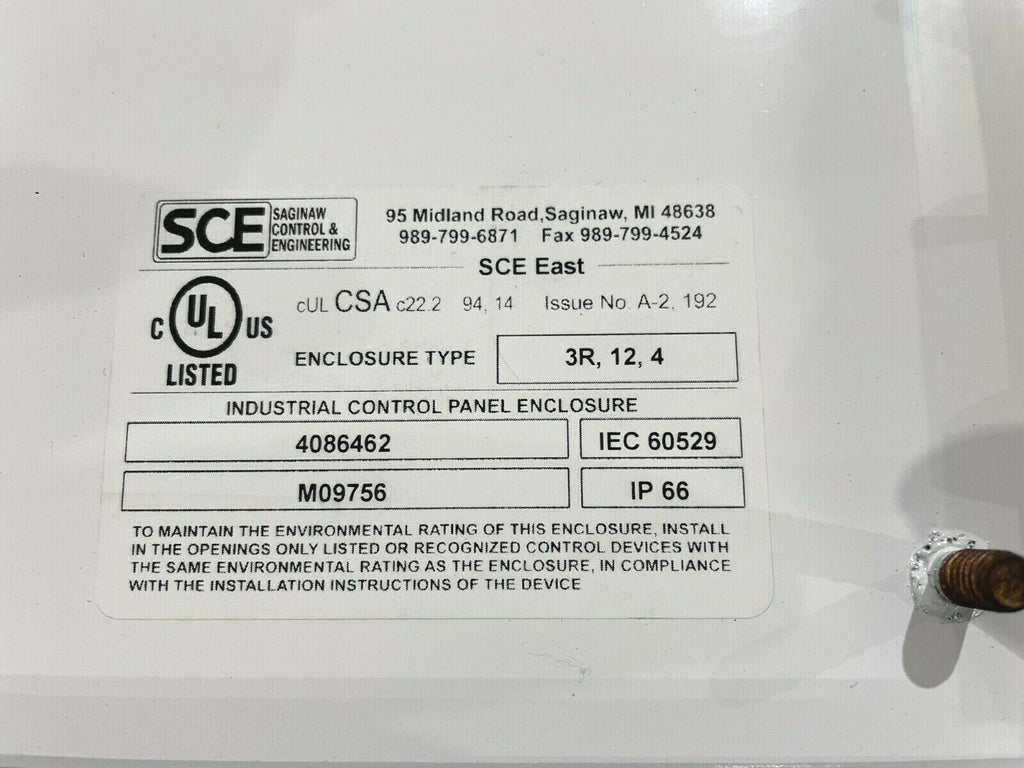 SCE SAGINAW CONTROL & ENGINEERING
95 Midland Road,Saginaw, MI 48638
989-799-6871 Fax 989-799-4524
SCE East
C UL US
LISTED
cUL CSA c22.2 94, 14 Issue No. A-2, 192
ENCLOSURE TYPE 3R, 12, 4
INDUSTRIAL CONTROL PANEL ENCLOSURE
4086462 IEC 60529
M09756 IP 66
TO MAINTAIN THE ENVIRONMENTAL RATING OF THIS ENCLOSURE, INSTALL
IN THE OPENINGS ONLY LISTED OR RECOGNIZED CONTROL DEVICES WITH
THE SAME ENVIRONMENTAL RATING AS THE ENCLOSURE, IN COMPLIANCE
WITH THE INSTALLATION INSTRUCTIONS OF THE DEVICE